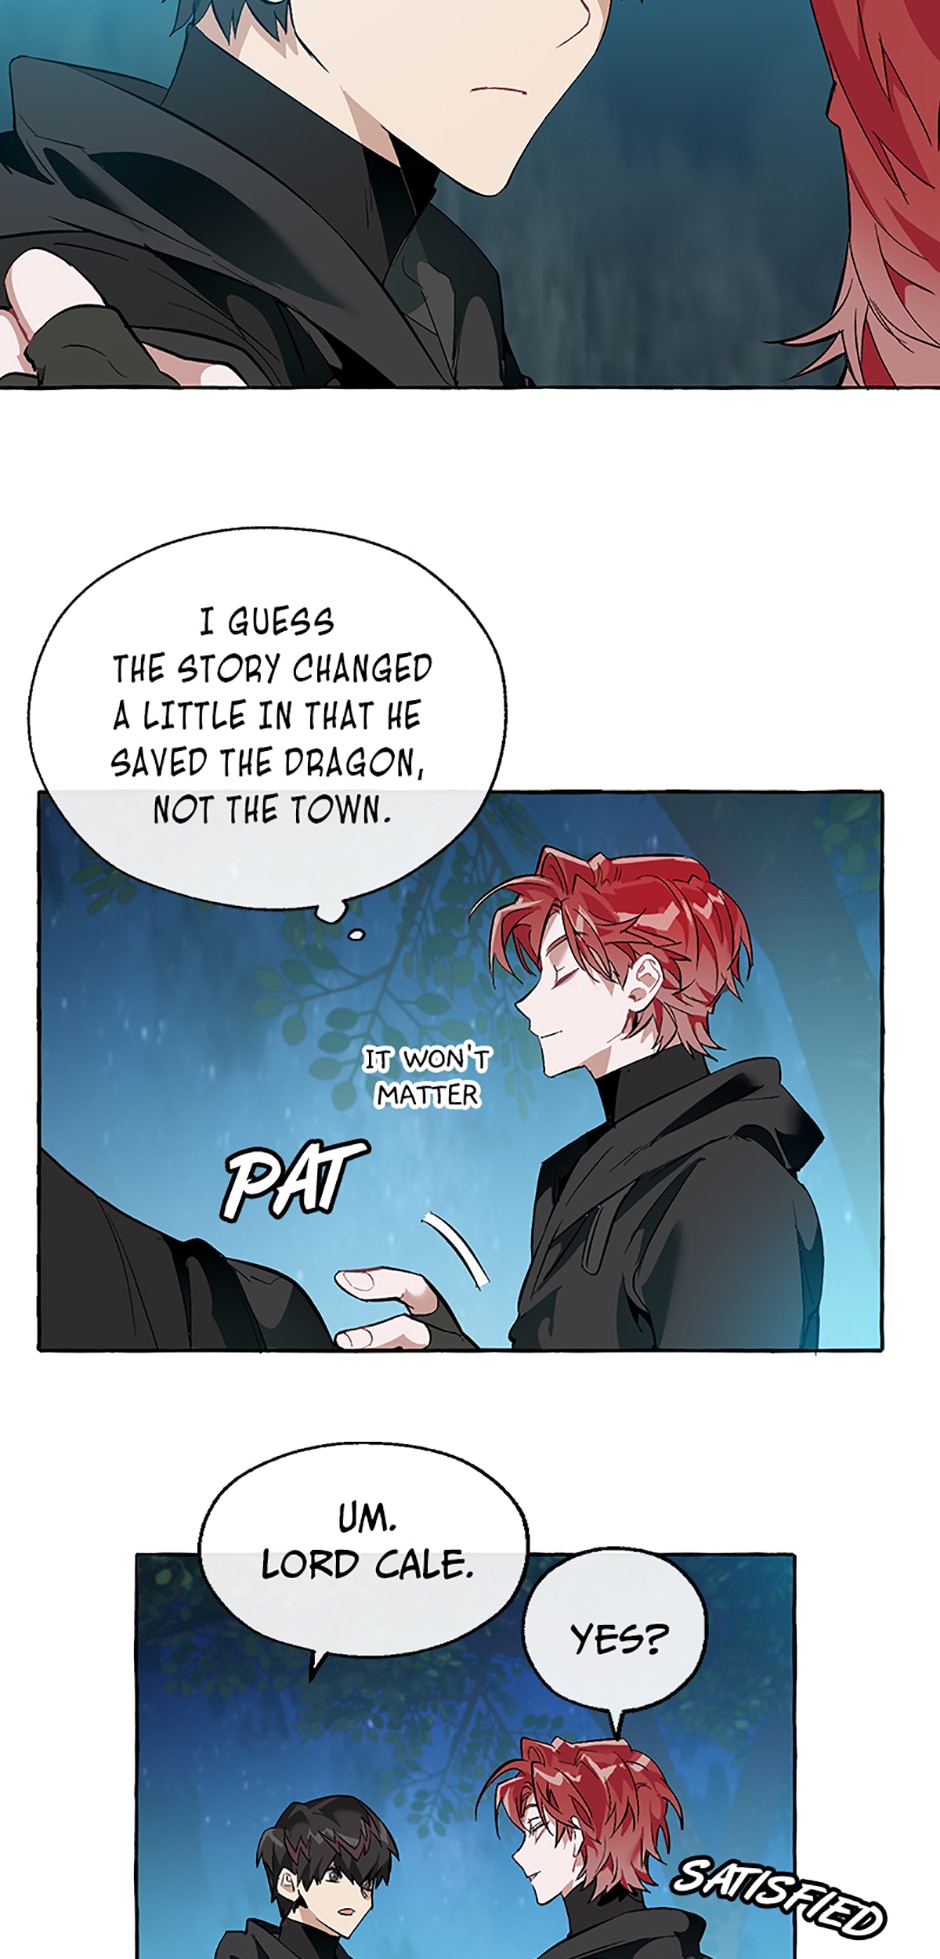 I GUESS
THE STORY CHANGED
A LITTLE IN THAT HE
SAVED THE DRAGON,
NOT THE TOWN.
IT WON'T
MATTER
PAT
UM.
LORD CALE.
YES?
SATISFIED